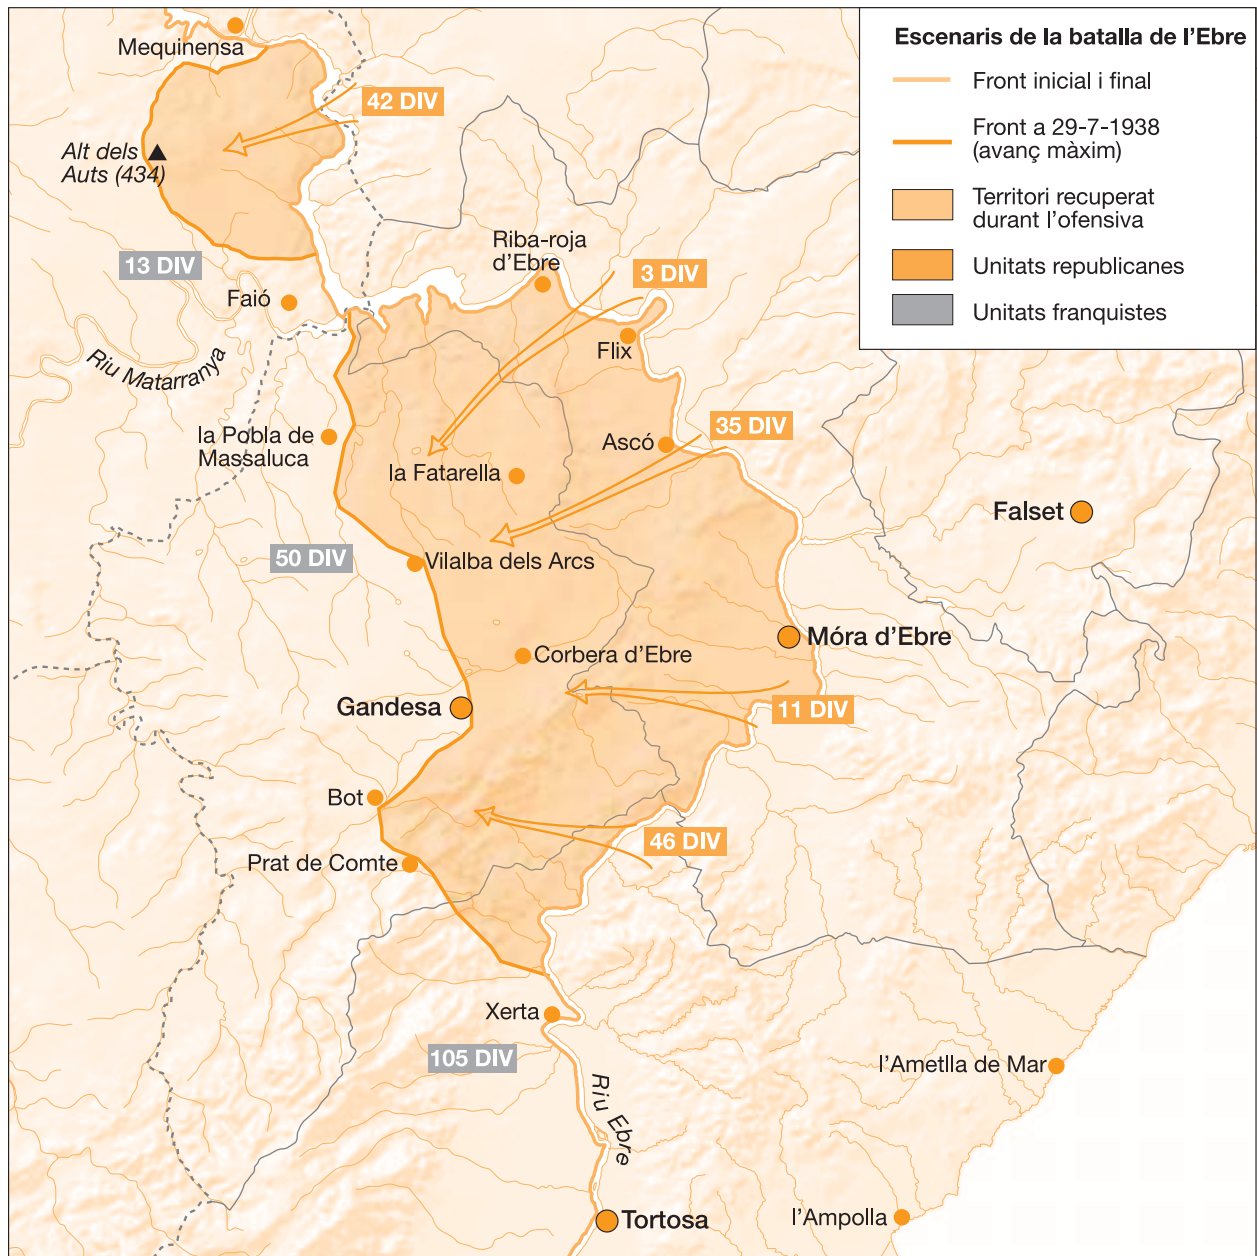 Escenaris de la batalla de l'Ebre
Front inicial i final
Front a 29-7-1938
(avanç màxim)
Territori recuperat
durant l'ofensiva
Unitats republicanes
Unitats franquistes
Mequinensa
42 DIV
Alt dels
Auts (434)
13 DIV
Faió
Riu Matarranya
Riba-roja
d'Ebre
3 DIV
Flix
la Pobla de
Massaluca
35 DIV
Ascó
la Fatarella
Falset
50 DIV
Vilalba dels Arcs
Móra d'Ebre
Corbera d'Ebre
Gandesa
11 DIV
Bot
46 DIV
Prat de Comte
Xerta
105 DIV
l'Ametlla de Mar
Riu Ebre
Tortosa
l'Ampolla